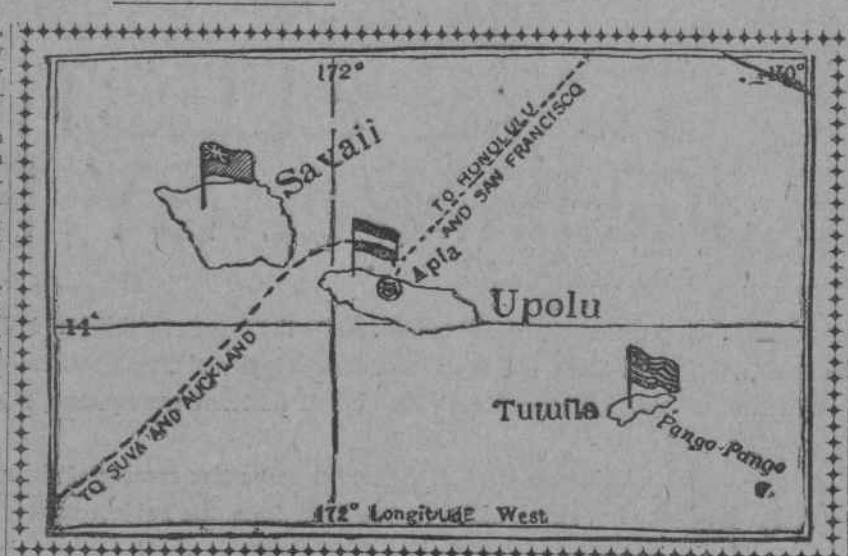 172°
170°
Savaii
TO HONOLULU
AND SAN FRANCISCO
Apia
Upolu
14°
TO SUVA AND AUCKLAND
Tutuila
Pango-Pango
172° Longitude West